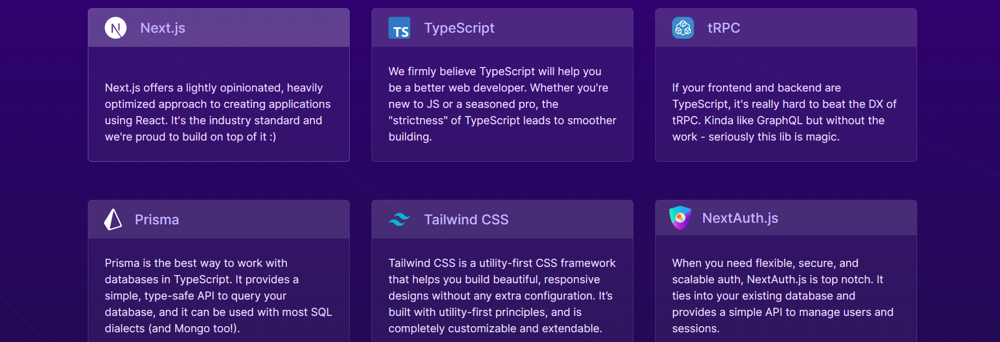 Next.js
Next.js offers a lightly opinionated, heavily
optimized approach to creating applications
using React. It's the industry standard and
we're proud to build on top of it :)
TS
TypeScript
We firmly believe TypeScript will help you
be a better web developer. Whether you're
new to JS or a seasoned pro, the
"strictness" of TypeScript leads to smoother
building.
tRPC
If your frontend and backend are
TypeScript, it's really hard to beat the DX of
tRPC. Kinda like GraphQL but without the
work - seriously this lib is magic.
Prisma
Prisma is the best way to work with
databases in TypeScript. It provides a
simple, type-safe API to query your
database, and it can be used with most SQL
dialects (and Mongo too!).
Tailwind CSS
Tailwind CSS is a utility-first CSS framework
that helps you build beautiful, responsive
designs without any extra configuration. It’s
built with utility-first principles, and is
completely customizable and extendable.
NextAuth.js
When you need flexible, secure, and
scalable auth, NextAuth.js is top notch. It
ties into your existing database and
provides a simple API to manage users and
sessions.